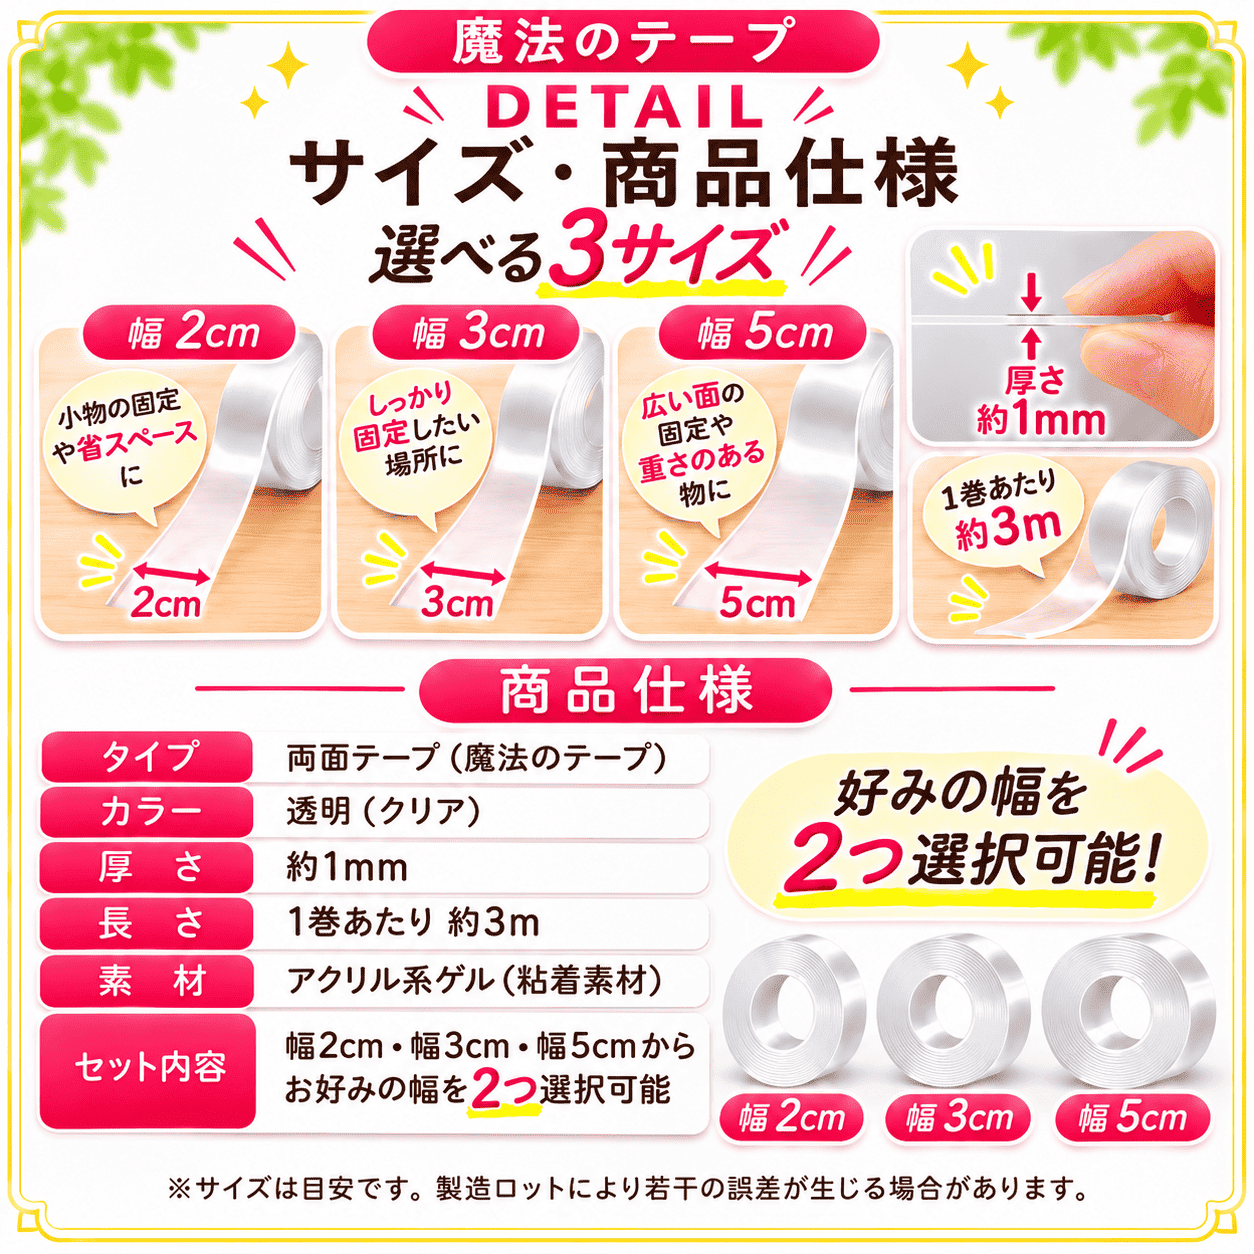 魔法のテープ
DETAIL
サイズ・商品仕様
選べる3サイズ
幅 2cm
小物の固定
や省スペース
に
2cm
幅 3cm
しっかり
固定したい
場所に
3cm
幅 5cm
広い面の
固定や
重さのある
物に
5cm
厚さ
約1mm
1巻あたり
約3m
商品仕様
タイプ 両面テープ(魔法のテープ)
カラー 透明(クリア)
厚さ 約1mm
長さ 1巻あたり 約3m
素材 アクリル系ゲル(粘着素材)
セット内容 幅2cm・幅3cm・幅5cmから
お好みの幅を2つ選択可能
好みの幅を
2つ選択可能!
幅 2cm
幅 3cm
幅 5cm
※サイズは目安です。製造ロットにより若干の誤差が生じる場合があります。